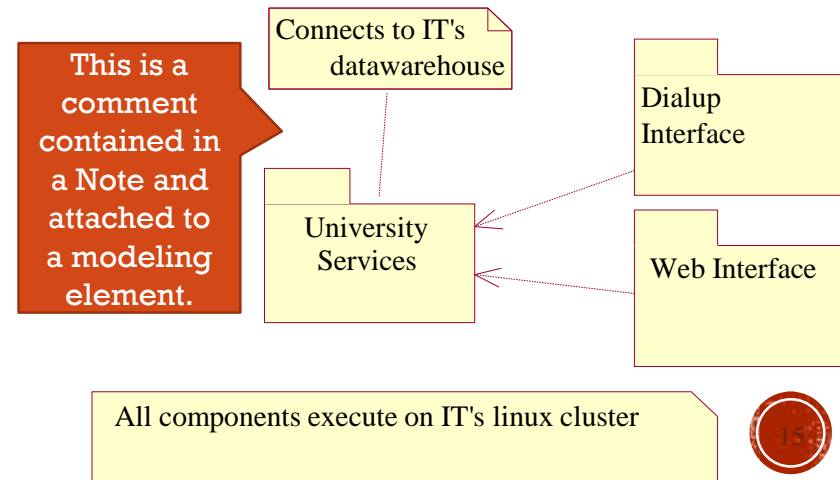 This is a
comment
contained in
a Note and
attached to
a modeling
element.
Connects to IT's
datawarehouse
Dialup
Interface
University
Services
Web Interface
All components execute on IT's linux cluster
15